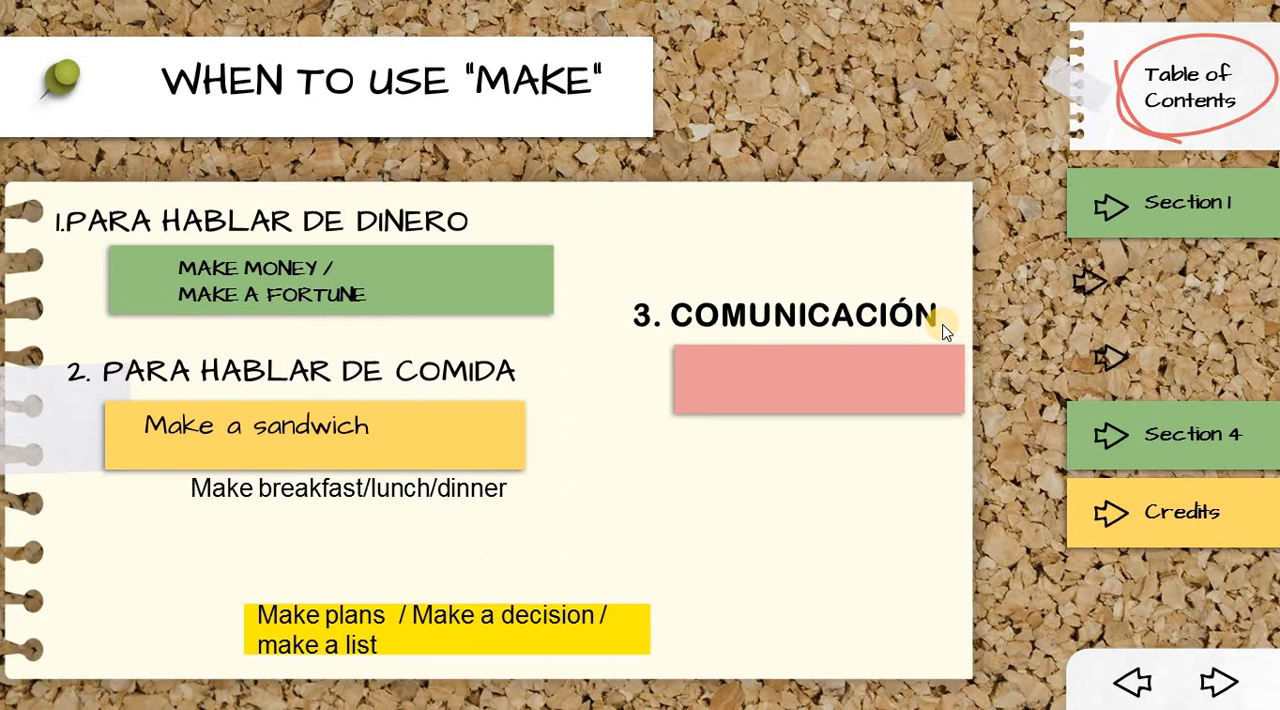 WHEN TO USE "MAKE"
1.PARA HABLAR DE DINERO
MAKE MONEY /
MAKE A FORTUNE
2. PARA HABLAR DE COMIDA
Make a sandwich
Make breakfast/lunch/dinner
3. COMUNICACIÓN
Make plans / Make a decision /
make a list
Table of
Contents
Section 1
Section 4
Credits